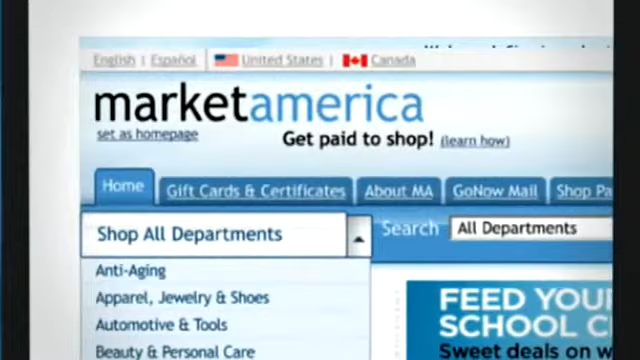 English | Español | United States | Canada
marketamerica
set as homepage
Get paid to shop! (learn how)
Home Gift Cards & Certificates About MA GoNow Mail Shop
Shop All Departments Search All Departments
Anti-Aging
Apparel, Jewelry & Shoes
Automotive & Tools
Beauty & Personal Care
FEED YOUR
SCHOOL
Sweet deals on